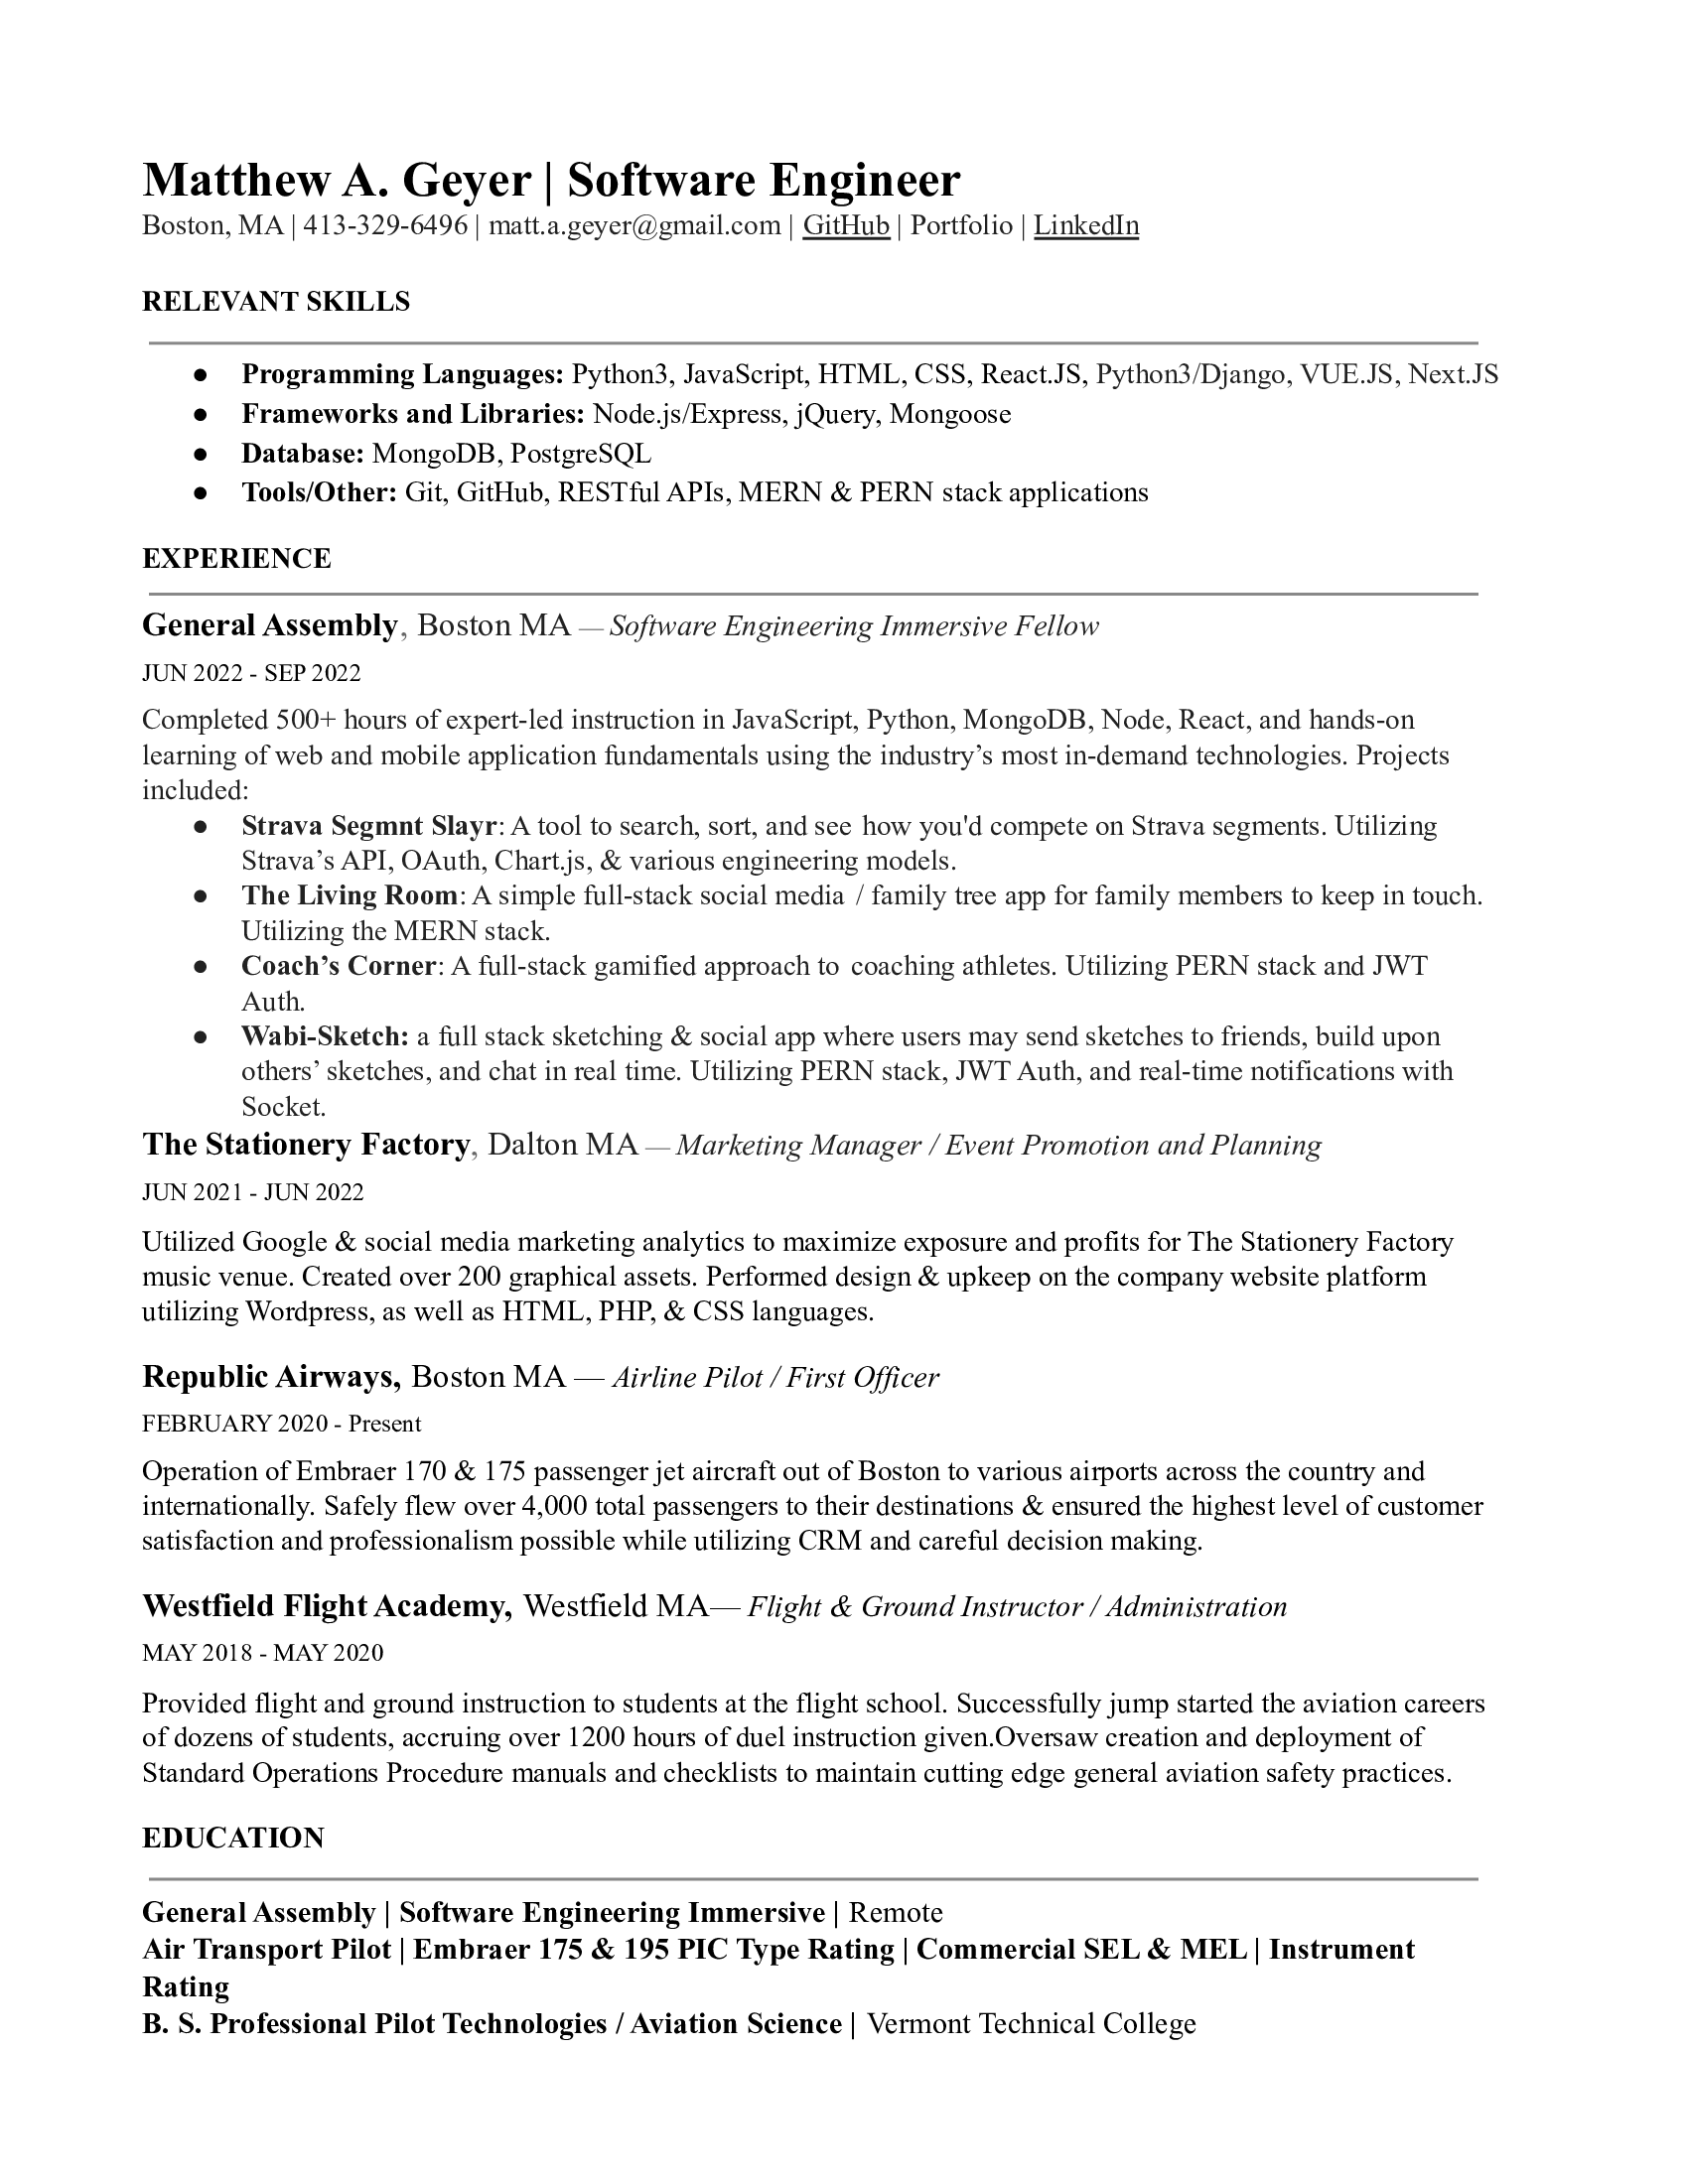 Matthew A. Geyer | Software Engineer
Boston, MA | 413-329-6496 | matt.a.geyer@gmail.com | GitHub | Portfolio | LinkedIn
RELEVANT SKILLS
● Programming Languages: Python3, JavaScript, HTML, CSS, React.JS, Python3/Django, VUE.JS, Next.JS
● Frameworks and Libraries: Node.js/Express, jQuery, Mongoose
● Database: MongoDB, PostgreSQL
● Tools/Other: Git, GitHub, RESTful APIs, MERN & PERN stack applications
EXPERIENCE
General Assembly, Boston MA — Software Engineering Immersive Fellow
JUN 2022 - SEP 2022
Completed 500+ hours of expert-led instruction in JavaScript, Python, MongoDB, Node, React, and hands-on
learning of web and mobile application fundamentals using the industry’s most in-demand technologies. Projects
included:
● Strava Segmnt Slayr: A tool to search, sort, and see how you'd compete on Strava segments. Utilizing
Strava’s API, OAuth, Chart.js, & various engineering models.
● The Living Room: A simple full-stack social media / family tree app for family members to keep in touch.
Utilizing the MERN stack.
● Coach’s Corner: A full-stack gamified approach to coaching athletes. Utilizing PERN stack and JWT
Auth.
● Wabi-Sketch: a full stack sketching & social app where users may send sketches to friends, build upon
others’ sketches, and chat in real time. Utilizing PERN stack, JWT Auth, and real-time notifications with
Socket.
The Stationery Factory, Dalton MA — Marketing Manager / Event Promotion and Planning
JUN 2021 - JUN 2022
Utilized Google & social media marketing analytics to maximize exposure and profits for The Stationery Factory
music venue. Created over 200 graphical assets. Performed design & upkeep on the company website platform
utilizing Wordpress, as well as HTML, PHP, & CSS languages.
Republic Airways, Boston MA — Airline Pilot / First Officer
FEBRUARY 2020 - Present
Operation of Embraer 170 & 175 passenger jet aircraft out of Boston to various airports across the country and
internationally. Safely flew over 4,000 total passengers to their destinations & ensured the highest level of customer
satisfaction and professionalism possible while utilizing CRM and careful decision making.
Westfield Flight Academy, Westfield MA— Flight & Ground Instructor / Administration
MAY 2018 - MAY 2020
Provided flight and ground instruction to students at the flight school. Successfully jump started the aviation careers
of dozens of students, accruing over 1200 hours of duel instruction given.Oversaw creation and deployment of
Standard Operations Procedure manuals and checklists to maintain cutting edge general aviation safety practices.
EDUCATION
General Assembly | Software Engineering Immersive | Remote
Air Transport Pilot | Embraer 175 & 195 PIC Type Rating | Commercial SEL & MEL | Instrument
Rating
B. S. Professional Pilot Technologies / Aviation Science | Vermont Technical College